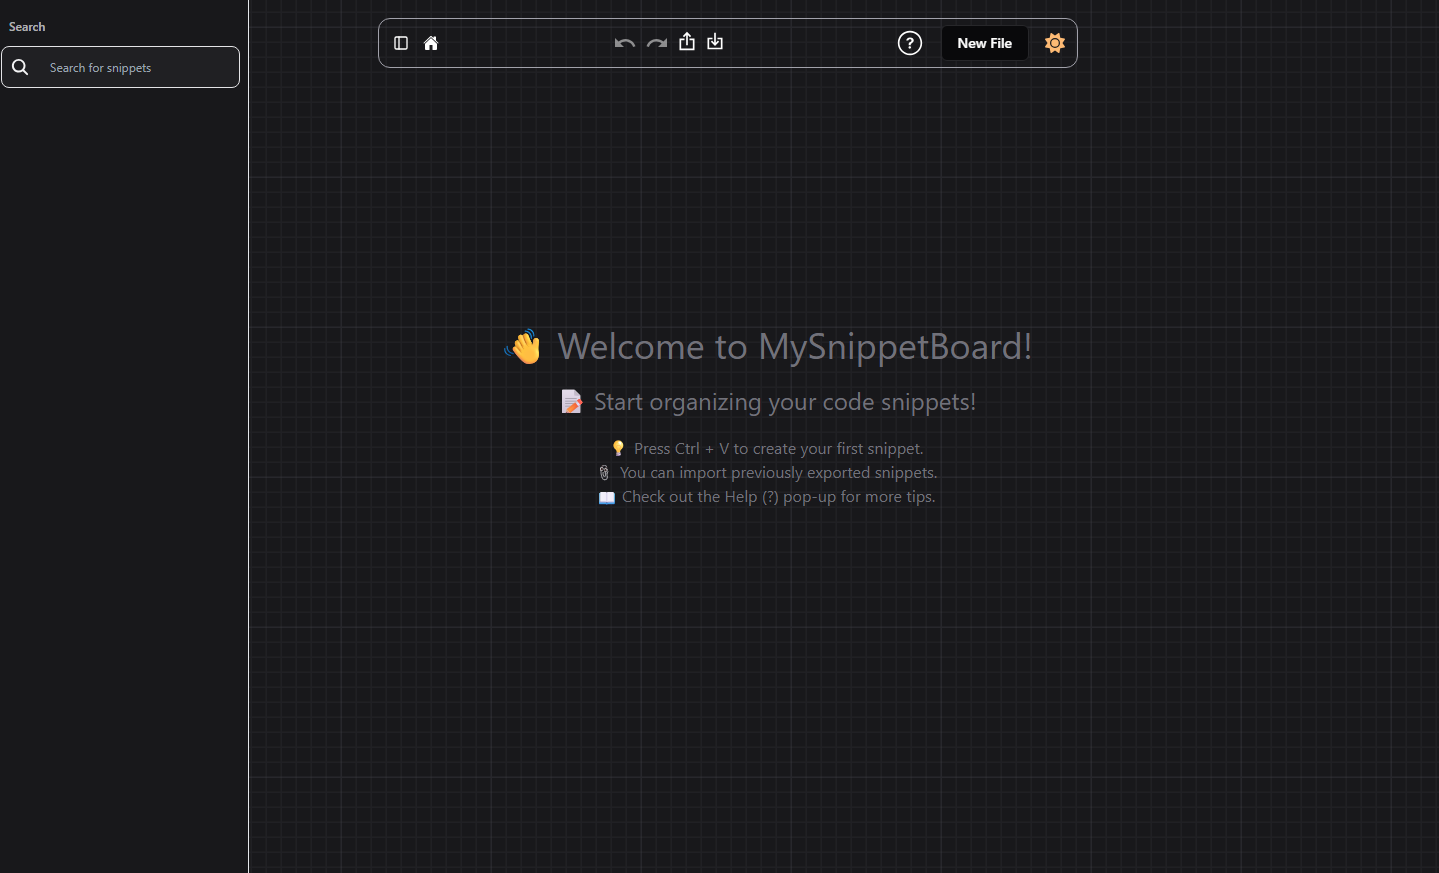 Search
Search for snippets
? New File
👋 Welcome to MySnippetBoard!
📝 Start organizing your code snippets!
💡 Press Ctrl + V to create your first snippet.
📎 You can import previously exported snippets.
📖 Check out the Help (?) pop-up for more tips.